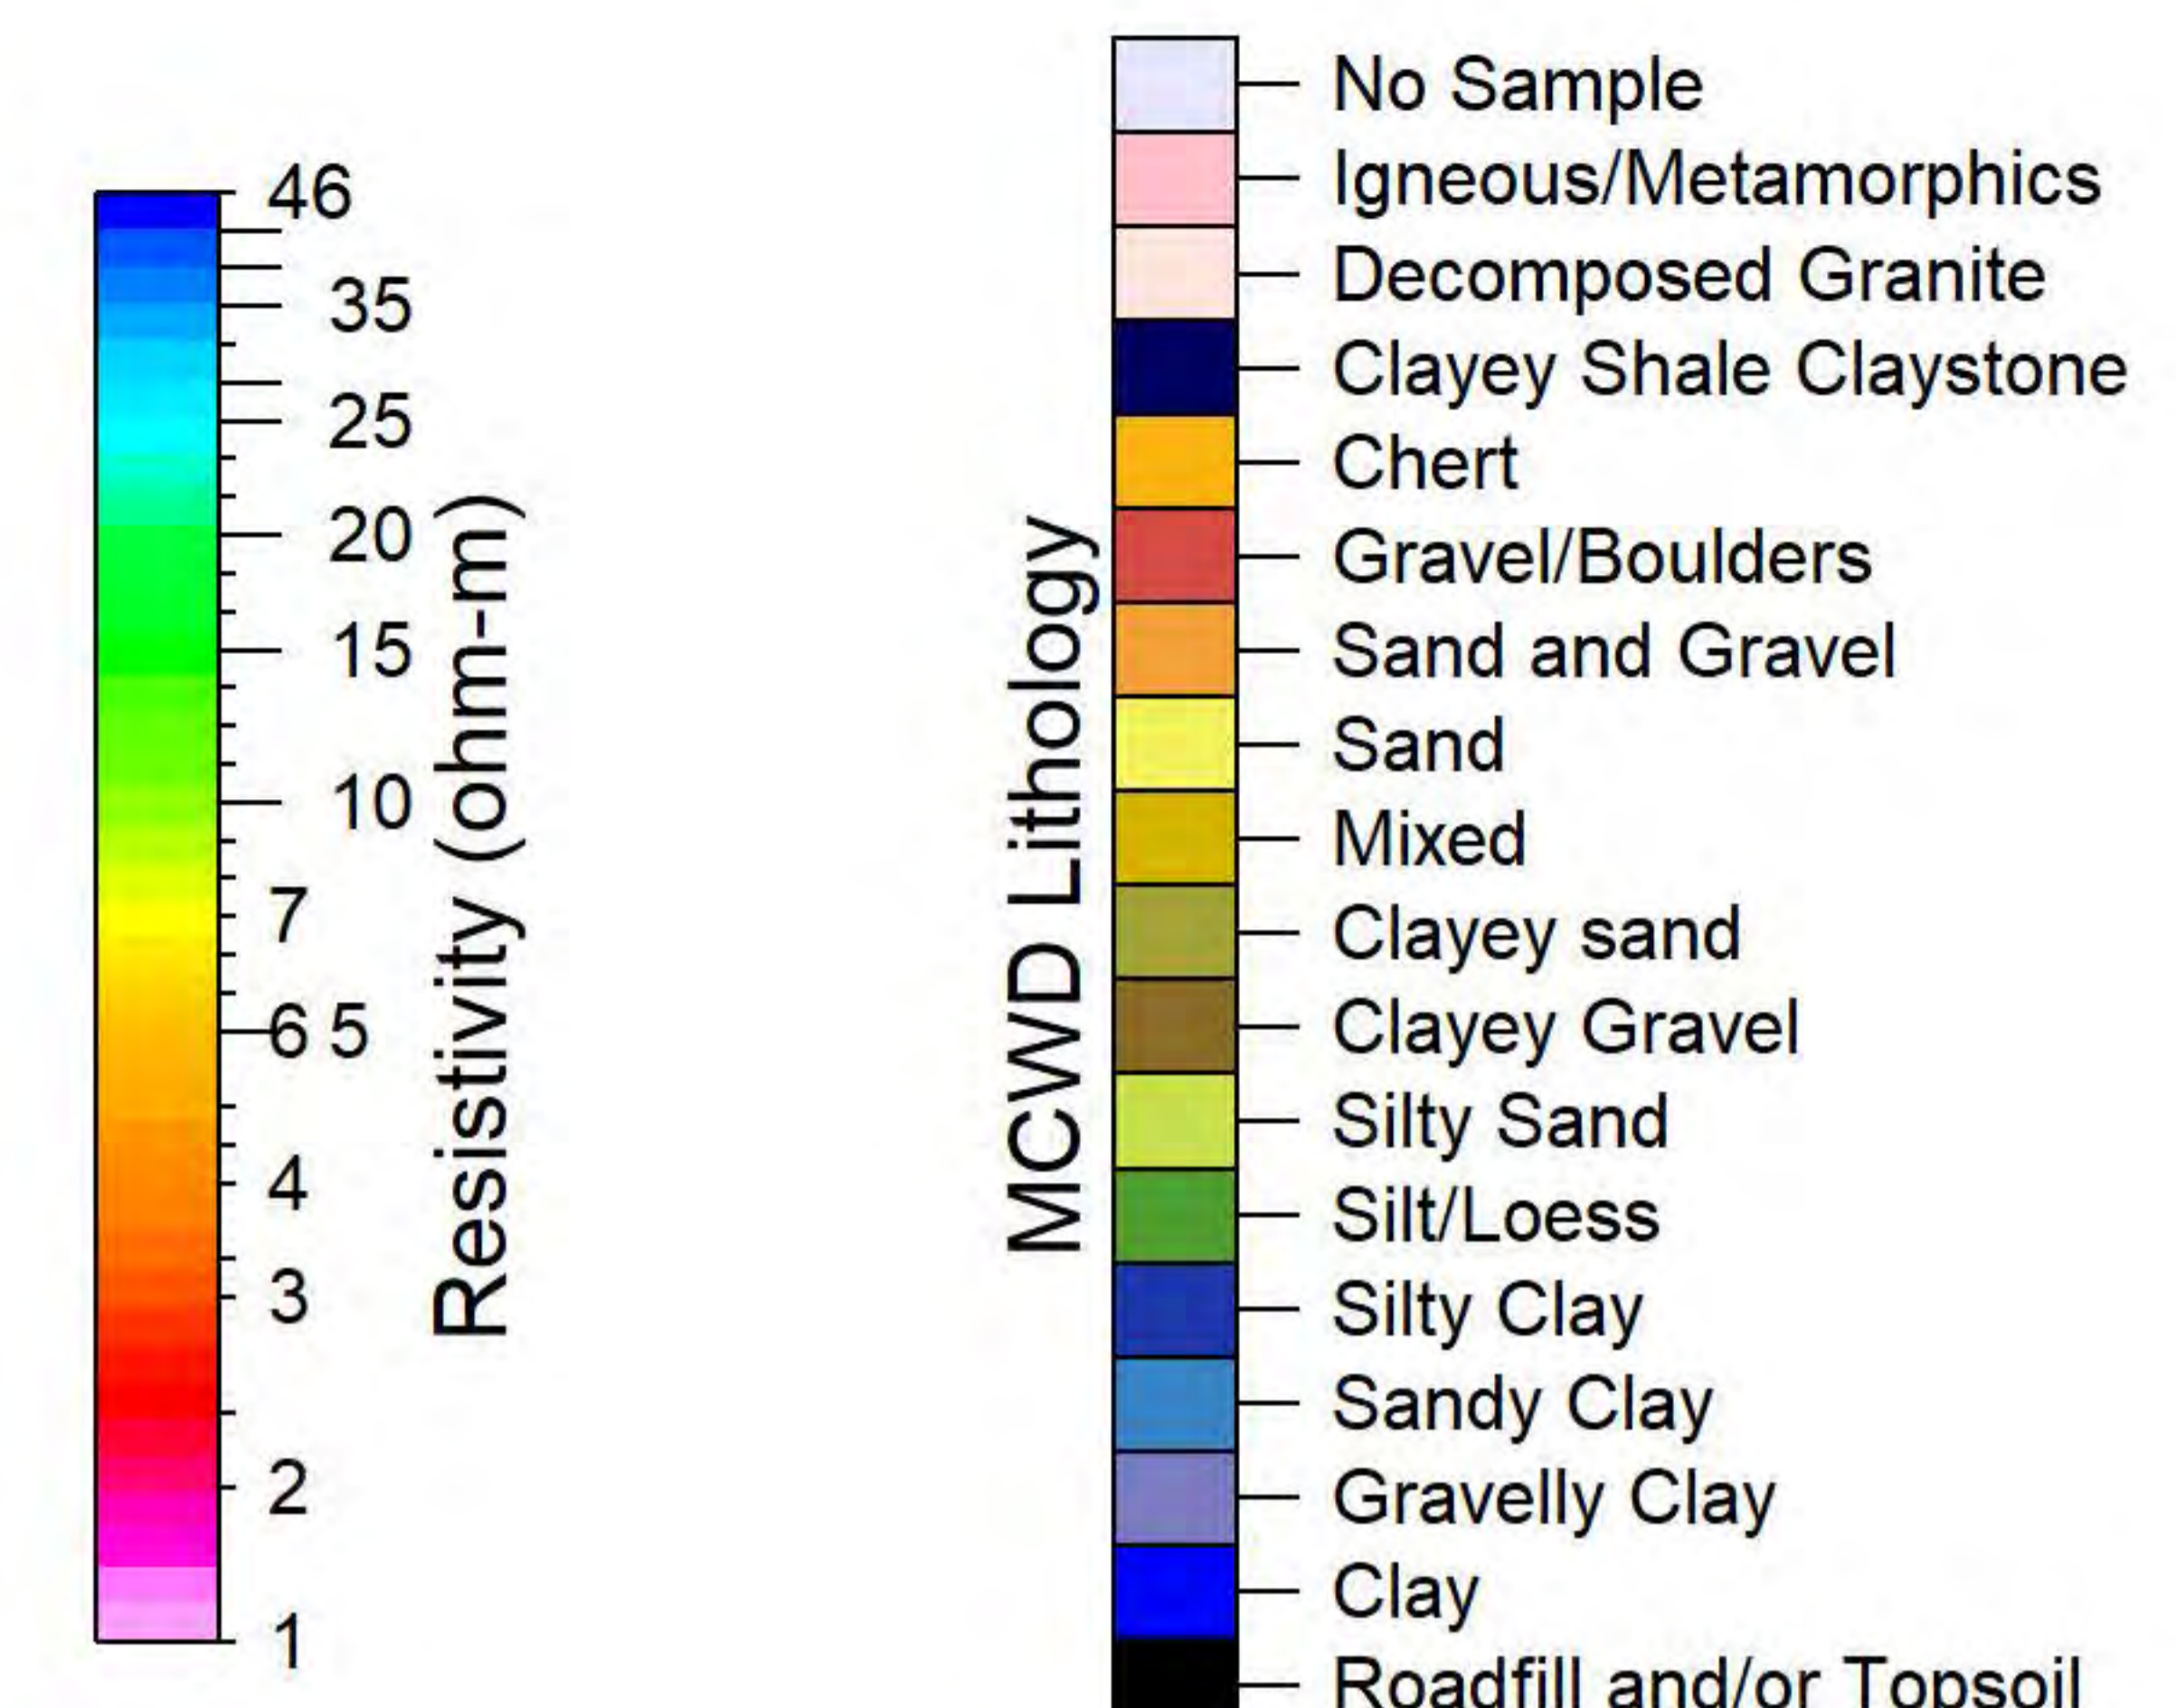 46
35
25
20
15
10
7
6 5
4
3
2
1
Resistivity (ohm-m)
MCWD Lithology
No Sample
Igneous/Metamorphics
Decomposed Granite
Clayey Shale Claystone
Chert
Gravel/Boulders
Sand and Gravel
Sand
Mixed
Clayey sand
Clayey Gravel
Silty Sand
Silt/Loess
Silty Clay
Sandy Clay
Gravelly Clay
Clay
Roadfill and/or Topsoil